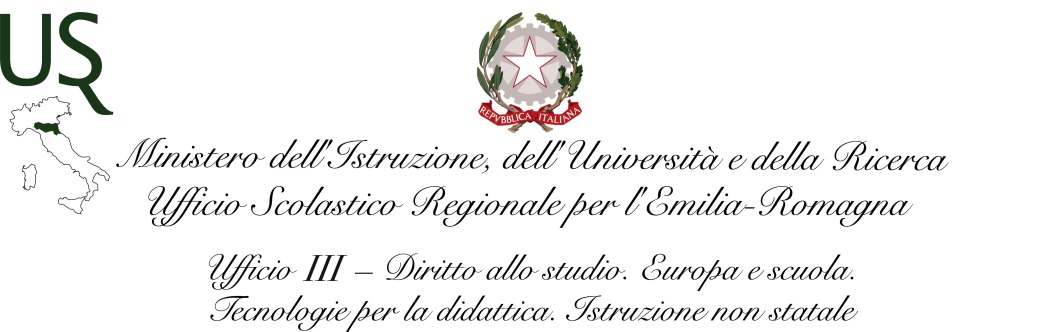 USR
REPVBBLICA ITALIANA
Ministero dell'Istruzione, dell'Università e della Ricerca
Ufficio Scolastico Regionale per l'Emilia-Romagna
Ufficio III – Diritto allo studio. Europa e scuola.
Tecnologie per la didattica. Istruzione non statale